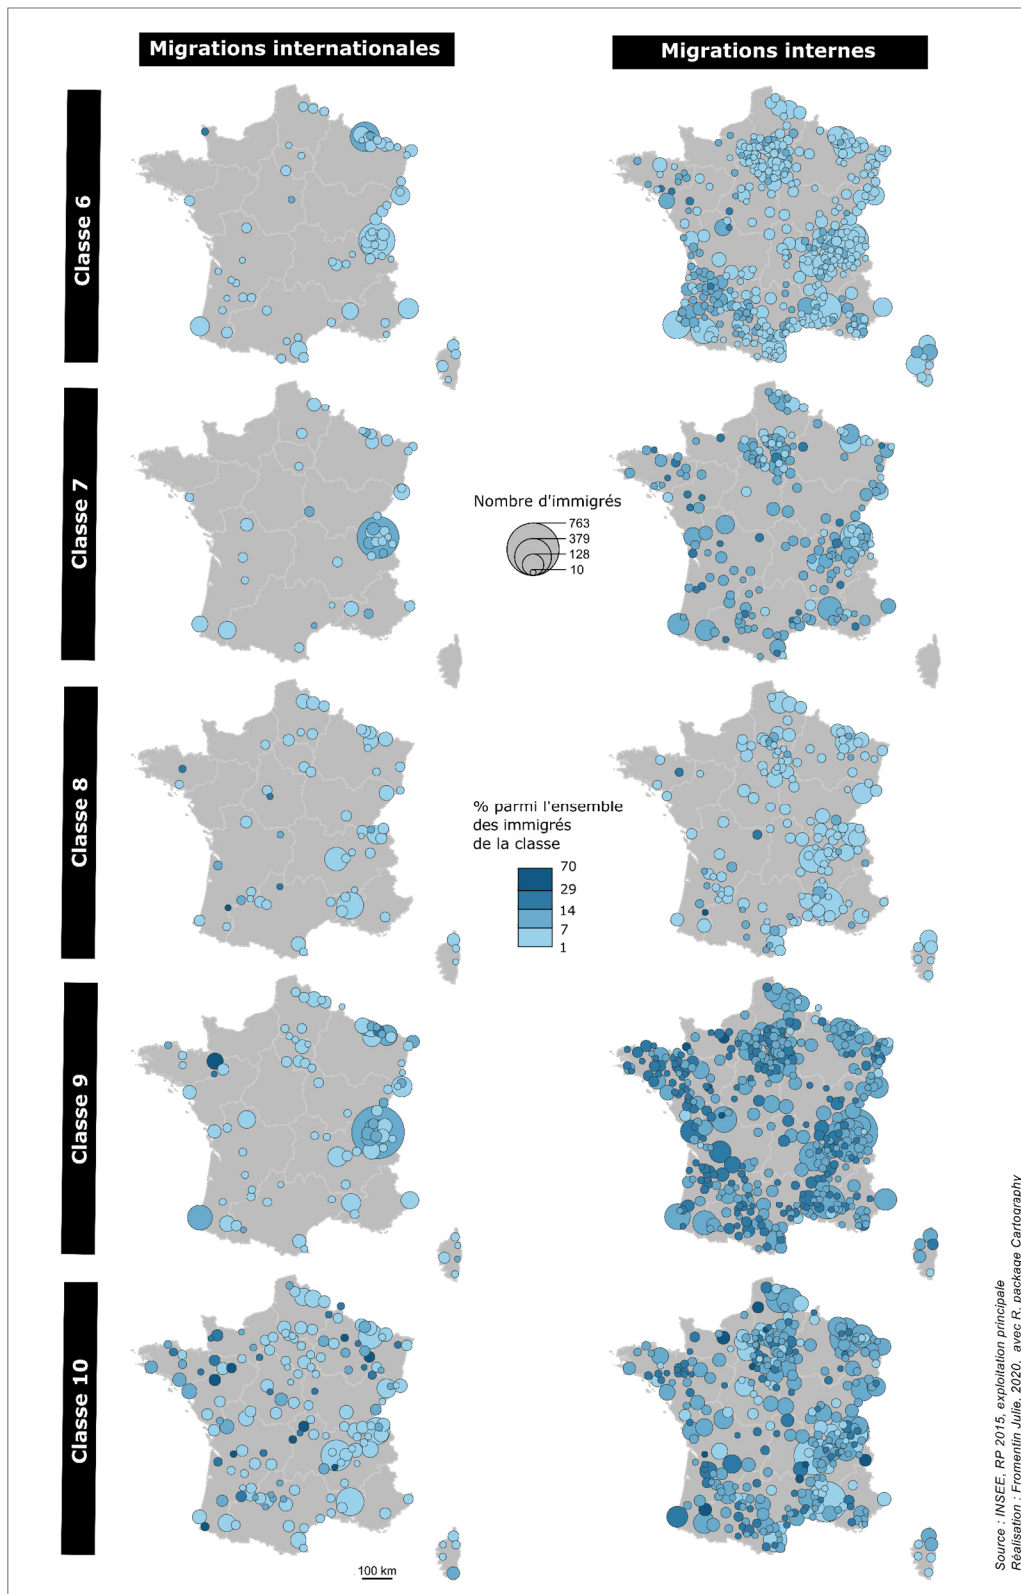 Migrations internationales
Migrations internes
Classe 6
Classe 7
Nombre d'immigrés
763
379
128
10
Classe 8
% parmi l'ensemble
des immigrés
de la classe
70
29
14
7
1
Classe 9
Classe 10
100 km
Source : INSEE, RP 2015, exploitation principale
Réalisation : Fromentin Julie, 2020, avec R, package Cartography